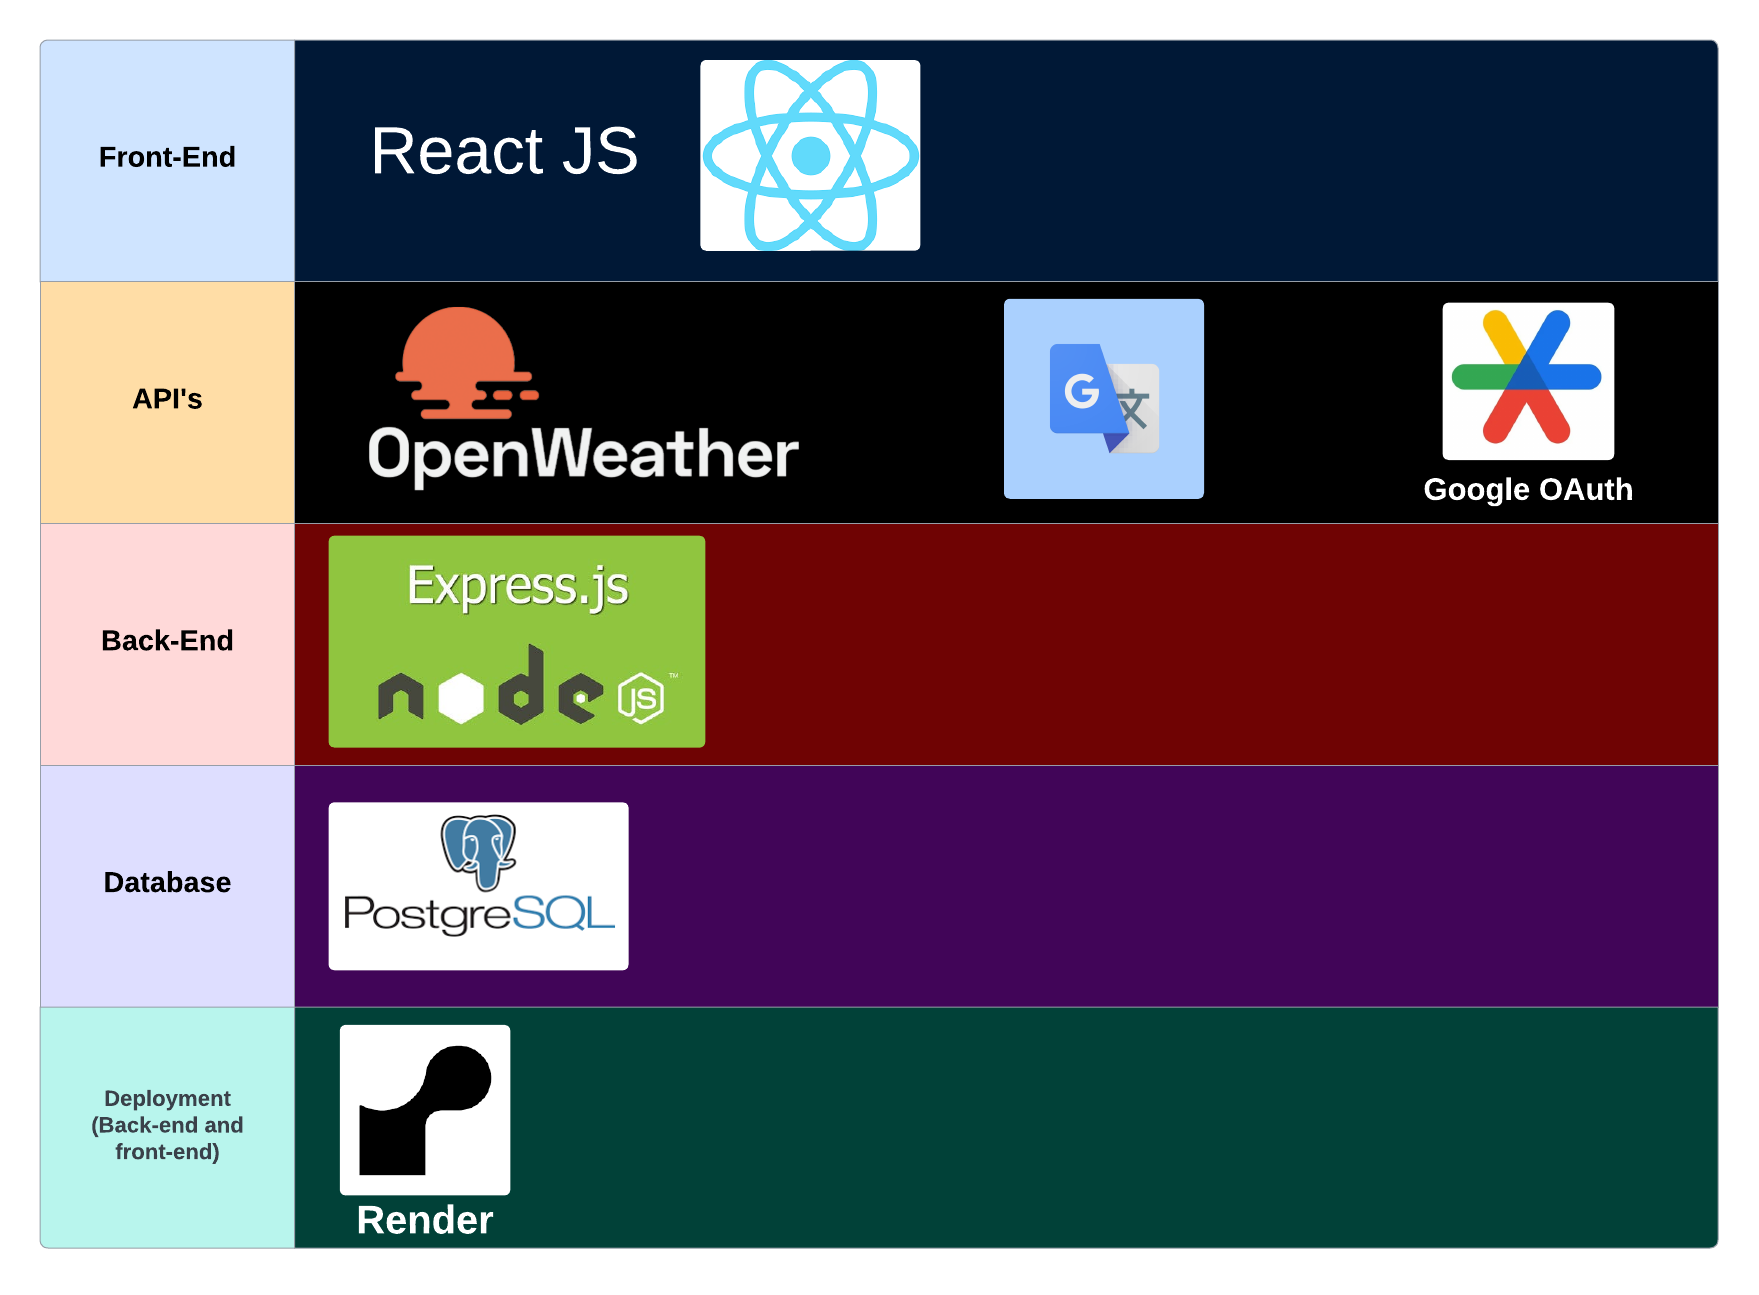 Front-End
React JS
API's
OpenWeather
G 文
Google OAuth
Back-End
Express.js
node JS ™
Database
PostgreSQL
Deployment
(Back-end and
front-end)
Render